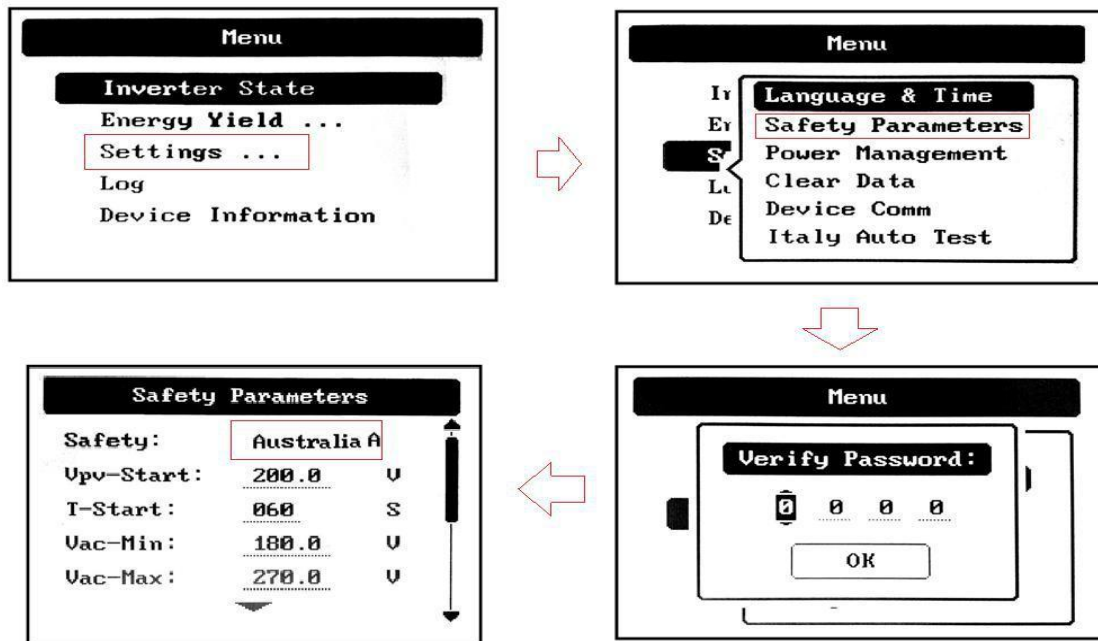 Menu
Inverter State
Energy Yield ...
Settings ...
Log
Device Information
Menu
Language & Time
Safety Parameters
Power Management
Clear Data
Device Comm
Italy Auto Test
Menu
Verify Password:
0 0 0 0
OK
Safety Parameters
Safety: Australia A
Vpv-Start: 200.0 V
T-Start: 060 S
Vac-Min: 180.0 V
Vac-Max: 270.0 V